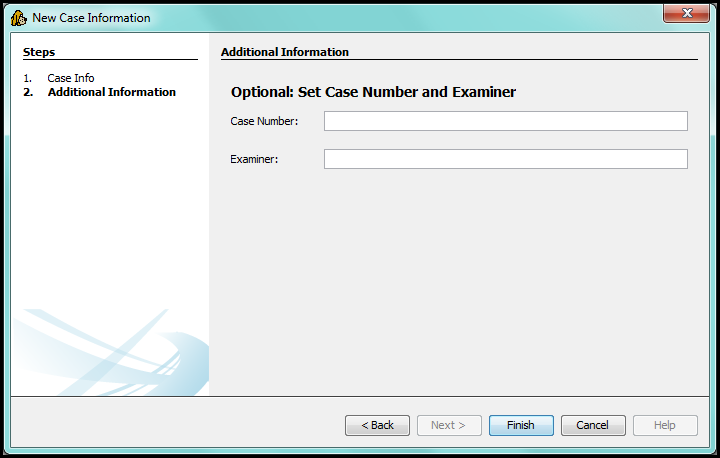 New Case Information
Steps
1. Case Info
2. Additional Information
Additional Information
Optional: Set Case Number and Examiner
Case Number:
Examiner:
< Back
Next >
Finish
Cancel
Help